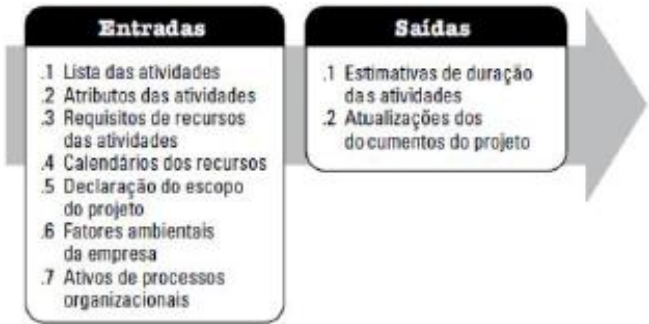 Entradas
.1 Lista das atividades
.2 Atributos das atividades
.3 Requisitos de recursos
das atividades
.4 Calendários dos recursos
.5 Declaração do escopo
do projeto
.6 Fatores ambientais
da empresa
.7 Ativos de processos
organizacionais
Saídas
.1 Estimativas de duração
das atividades
.2 Atualizações dos
documentos do projeto